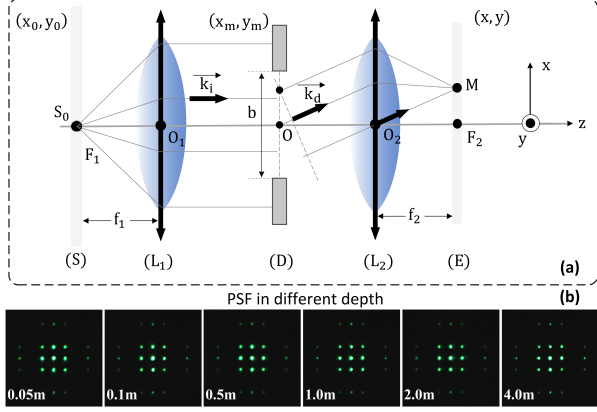 (x₀, y₀) (xₘ, yₘ) (x, y)
S₀ F₁ O₁ kᵢ b O k_d O₂ M F₂ x y z
f₁ f₂
(S) (L₁) (D) (L₂) (E) (a)
PSF in different depth (b)
0.05m 0.1m 0.5m 1.0m 2.0m 4.0m